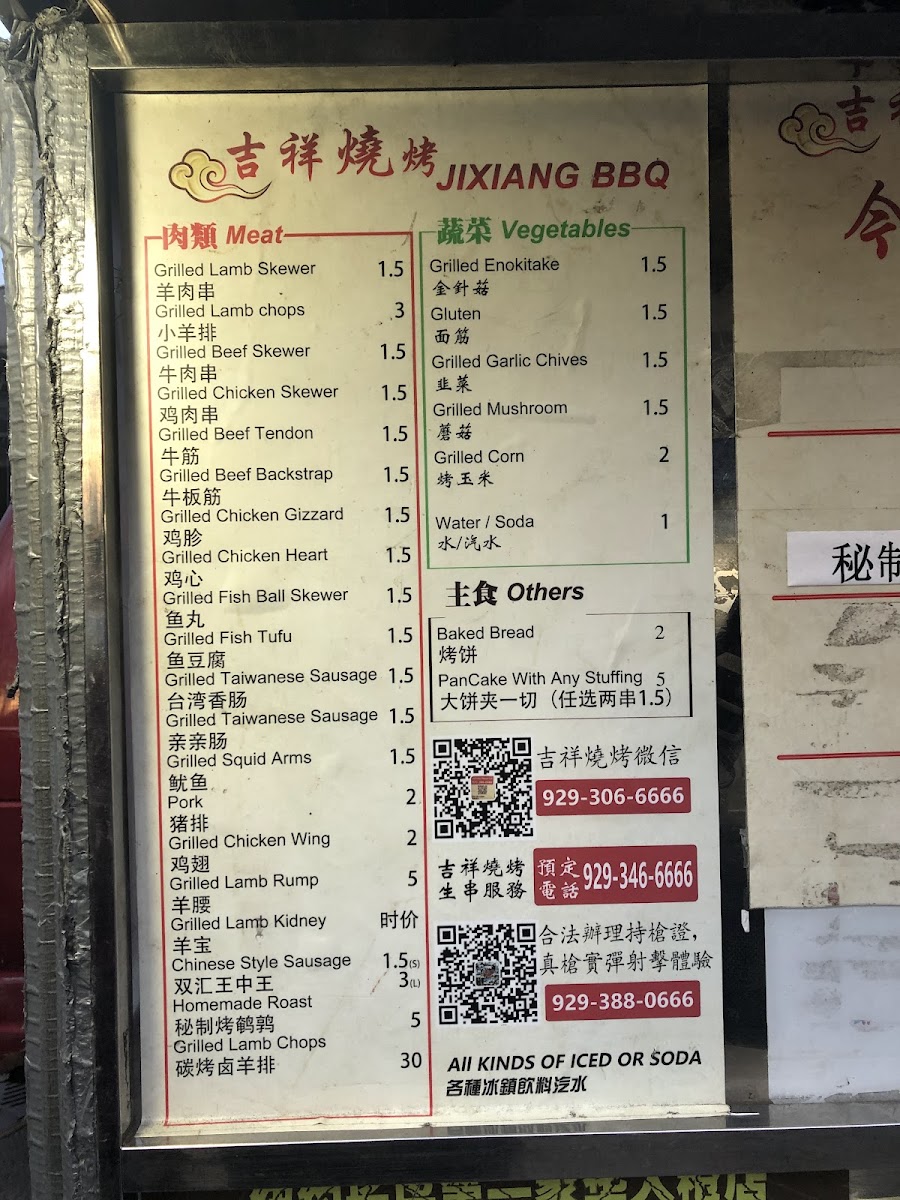 吉祥燒烤 JIXIANG BBQ
肉類 Meat
Grilled Lamb Skewer 1.5
羊肉串
Grilled Lamb chops 3
小羊排
Grilled Beef Skewer 1.5
牛肉串
Grilled Chicken Skewer 1.5
鸡肉串
Grilled Beef Tendon 1.5
牛筋
Grilled Beef Backstrap 1.5
牛板筋
Grilled Chicken Gizzard 1.5
鸡胗
Grilled Chicken Heart 1.5
鸡心
Grilled Fish Ball Skewer 1.5
鱼丸
Grilled Fish Tufu 1.5
鱼豆腐
Grilled Taiwanese Sausage 1.5
台湾香肠
Grilled Taiwanese Sausage 1.5
亲亲肠
Grilled Squid Arms 1.5
鱿鱼
Pork 2
猪排
Grilled Chicken Wing 2
鸡翅
Grilled Lamb Rump 5
羊腰
Grilled Lamb Kidney 时价
羊宝
Chinese Style Sausage 1.5(S)
双汇王中王 3(L)
Homemade Roast
秘制烤鹌鹑 5
Grilled Lamb Chops
碳烤卤羊排 30
蔬菜 Vegetables
Grilled Enokitake 1.5
金針菇
Gluten 1.5
面筋
Grilled Garlic Chives 1.5
韭菜
Grilled Mushroom 1.5
蘑菇
Grilled Corn 2
烤玉米
Water / Soda 1
水/汽水
主食 Others
Baked Bread 2
烤饼
PanCake With Any Stuffing 5
大饼夹一切（任选两串1.5）
吉祥燒烤微信
929-306-6666
吉祥燒烤
生串服務
預定
電話 929-346-6666
合法辦理持槍證,
真槍實彈射擊體驗
929-388-0666
All KINDS OF ICED OR SODA
各種冰鎮飲料汽水
吉
今
秘制